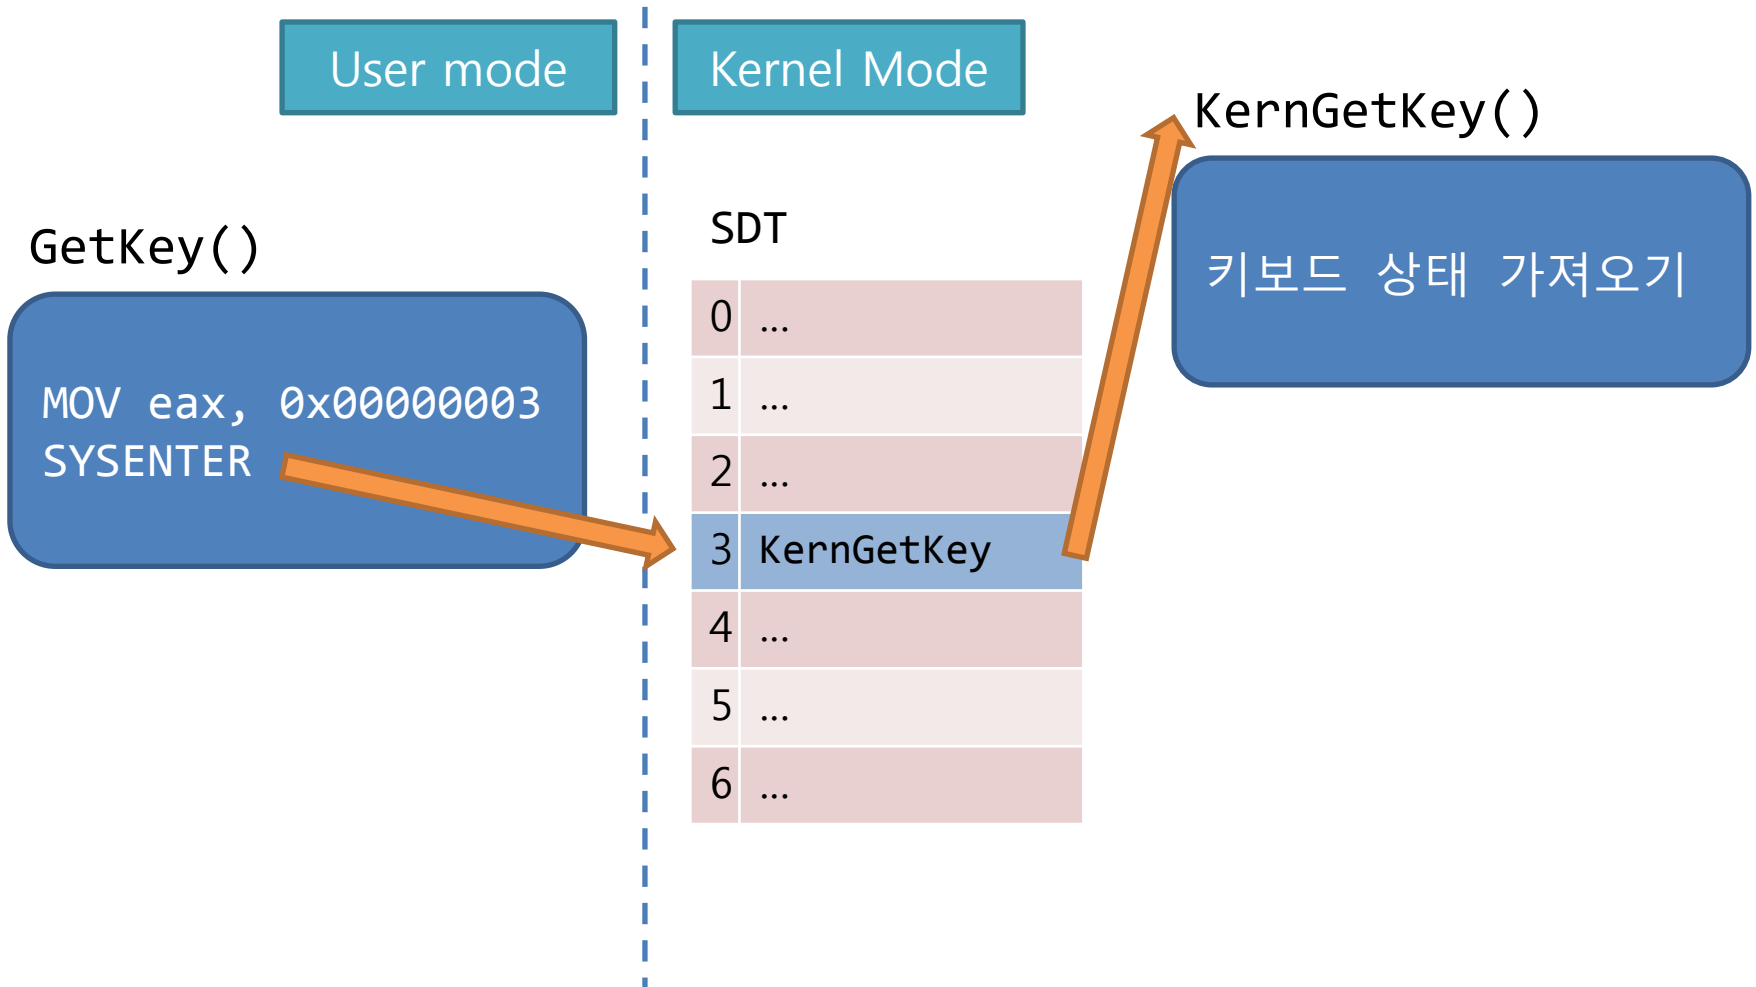 User mode
Kernel Mode
GetKey()
MOV eax, 0x00000003
SYSENTER
SDT
0 ...
1 ...
2 ...
3 KernGetKey
4 ...
5 ...
6 ...
KernGetKey()
키보드 상태 가져오기